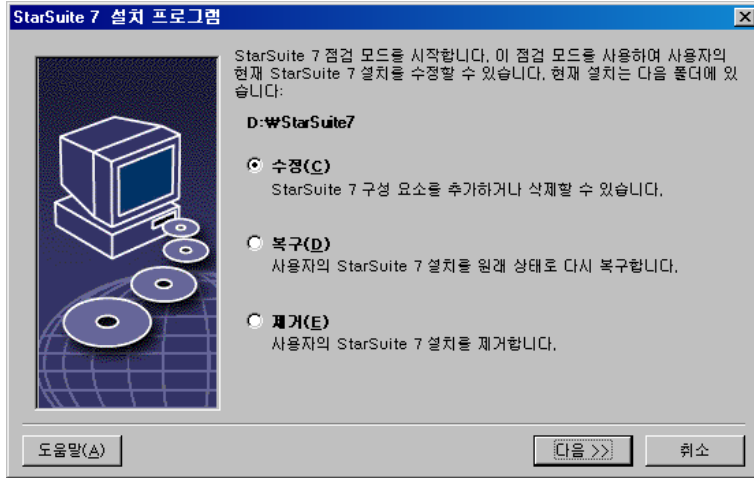 StarSuite 7 설치 프로그램
StarSuite 7 점검 모드를 시작합니다. 이 점검 모드를 사용하여 사용자의
현재 StarSuite 7 설치를 수정할 수 있습니다. 현재 설치는 다음 폴더에 있
습니다:
D:₩StarSuite7
수정(C)
StarSuite 7 구성 요소를 추가하거나 삭제할 수 있습니다.
복구(D)
사용자의 StarSuite 7 설치를 원래 상태로 다시 복구합니다.
제거(E)
사용자의 StarSuite 7 설치를 제거합니다.
도움말(A)
다음 >>
취소